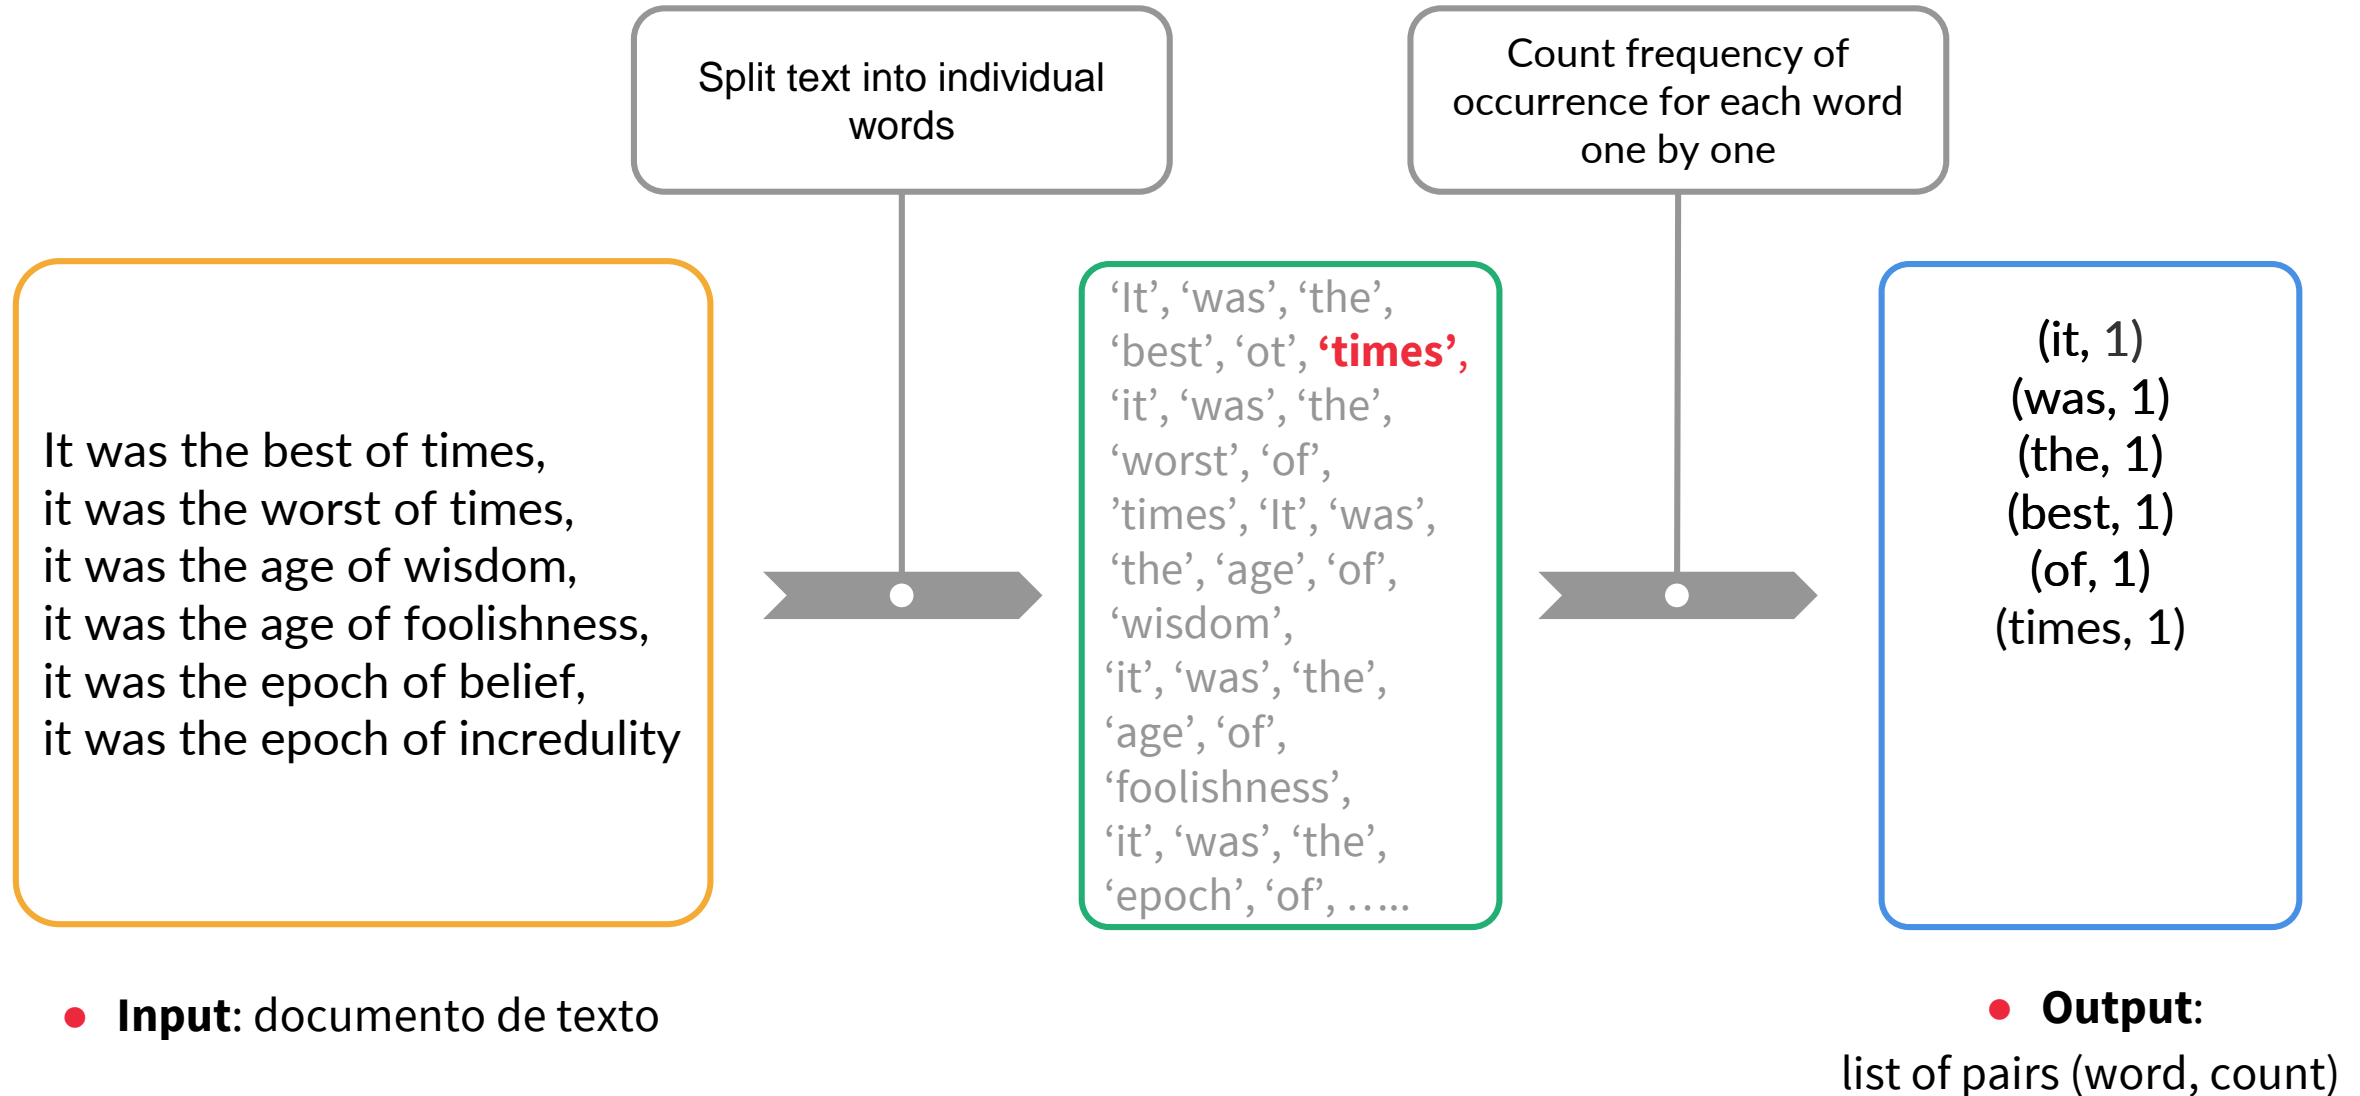 Split text into individual
words
Count frequency of
occurrence for each word
one by one
It was the best of times,
it was the worst of times,
it was the age of wisdom,
it was the age of foolishness,
it was the epoch of belief,
it was the epoch of incredulity
‘It’, ‘was’, ‘the’,
‘best’, ‘ot’, ‘times’,
‘it’, ‘was’, ‘the’,
‘worst’, ‘of’,
’times’, ‘It’, ‘was’,
‘the’, ‘age’, ‘of’,
‘wisdom’,
‘it’, ‘was’, ‘the’,
‘age’, ‘of’,
‘foolishness’,
‘it’, ‘was’, ‘the’,
‘epoch’, ‘of’, …..
(it, 1)
(was, 1)
(the, 1)
(best, 1)
(of, 1)
(times, 1)
● Input: documento de texto
● Output:
list of pairs (word, count)